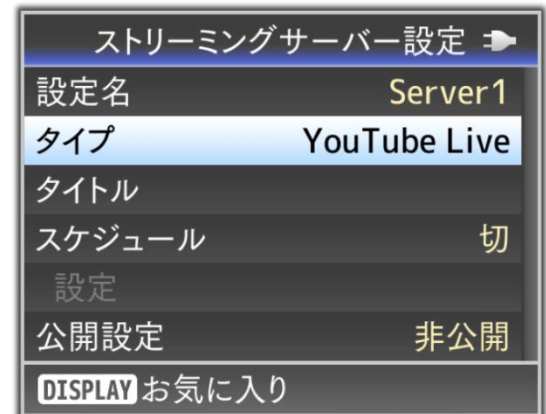 ストリーミングサーバー設定
設定名 Server1
タイプ YouTube Live
タイトル
スケジュール 切
設定
公開設定 非公開
DISPLAY お気に入り